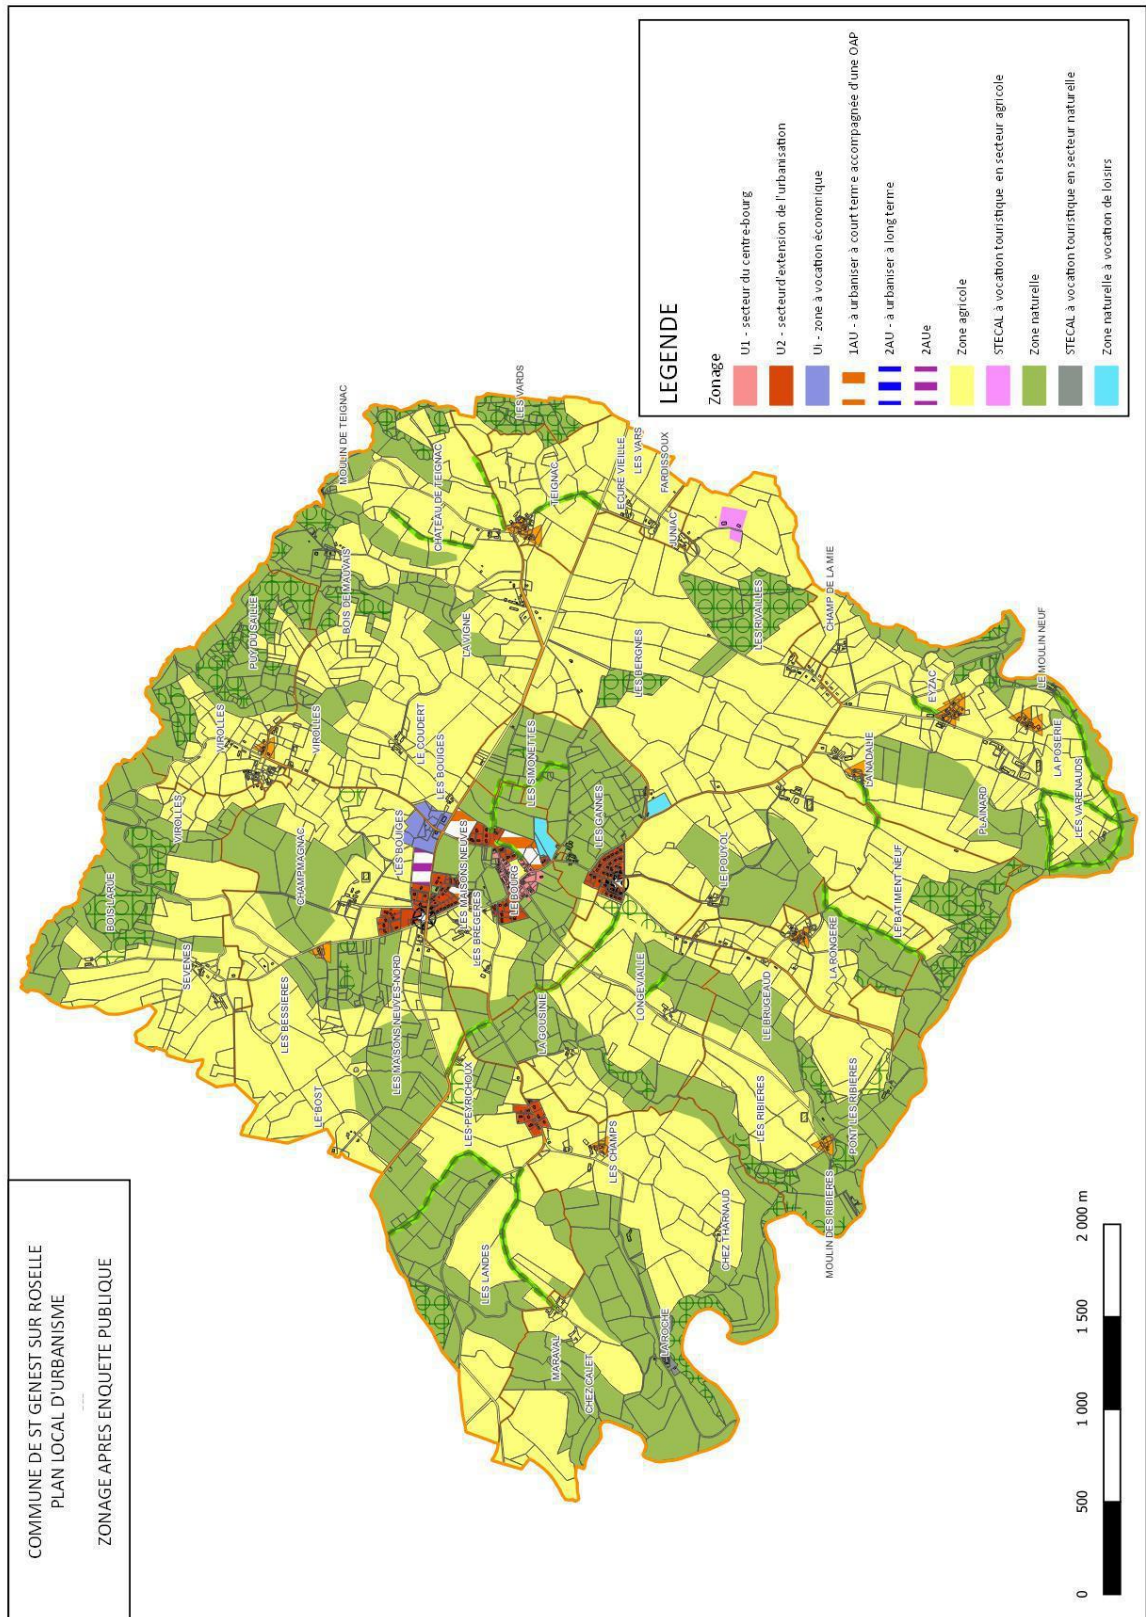 COMMUNE DE ST GENEST SUR ROSELLE
PLAN LOCAL D'URBANISME
ZONAGE APRES ENQUETE PUBLIQUE
LE BOST
SEVENES
BOIS LARUE
LES BESSIERES
VIROLLES
CHAMPMAGNAC
VIROLLES
VIROLLES
PUY DU SAILLE
BOIS DE MAUVAIS
MOULIN DE TEIGNAC
CHATEAU DE TEIGNAC
LES VARDS
LES MAISONS NEUVES-NORD
LES BOUIGES
LE COUDERT
LES BOUIGES
LA VIGNE
TEIGNAC
LES PEYRICHOUX
LES BREGERES
LES MAISONS NEUVES
LES LANDES
LE BOURG
LES SIMONETTES
LA GOUSINIE
MARAVAL
CHEZ CALET
LES CHAMPS
LES GANNES
LES BERGNES
ECURE VIEILLE
LES VARS
FARDISSOUX
JUNIAC
LONGEVIALLE
LA ROCHE
CHEZ THARNAUD
LES RIBIERES
LE BRUGEAUD
LE POUYOL
LES RIVAILLES
CHAMP DE LA MIE
MOULIN DES RIBIERES
PONT LES RIBIERES
LA RONGERE
LE BATIMENT NEUF
LANADALIE
EYZAC
PLAINARD
LA POSERIE
LE MOULIN NEUF
LES VARENAUDS
0
500
1 000
1 500
2 000 m
LEGENDE
Zonage
U1 - secteur du centre-bourg
U2 - secteur d'extension de l'urbanisation
Ui - zone à vocation économique
1AU - à urbaniser à court terme accompagnée d'une OAP
2AU - à urbaniser à long terme
2AUe
Zone agricole
STECAL à vocation touristique en secteur agricole
Zone naturelle
STECAL à vocation touristique en secteur naturelle
Zone naturelle à vocation de loisirs